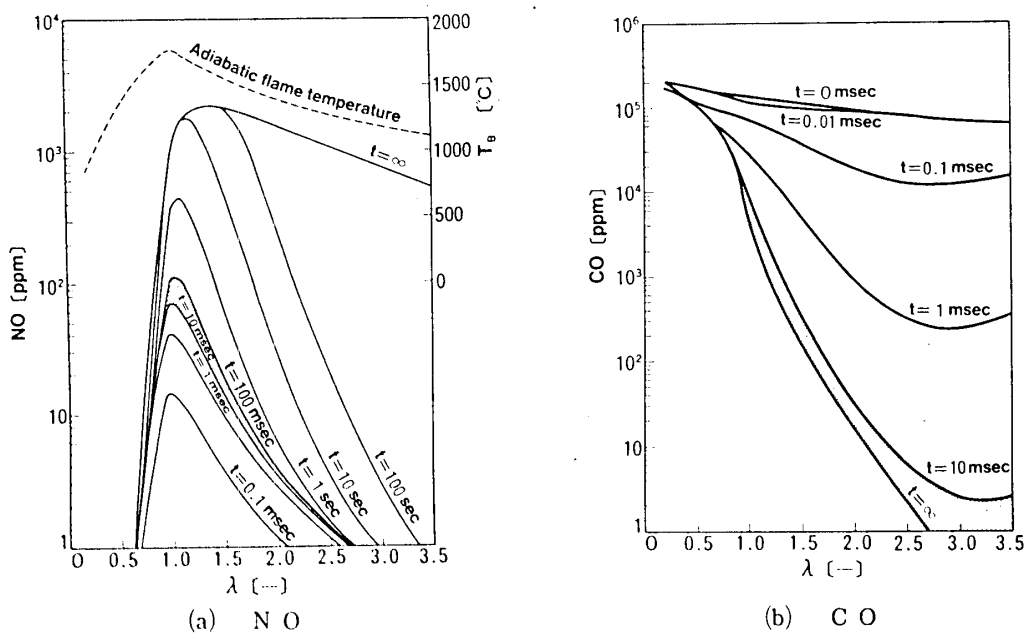 10⁴
10³
10²
10
1
NO [ppm]
2000
1500
1000
500
0
T_B [°C]
Adiabatic flame temperature
t=∞
t=10 msec
t=1 msec
t=100 msec
t=0.1 msec
t=1 sec
t=10 sec
t=100 sec
0 0.5 1.0 1.5 2.0 2.5 3.0 3.5
λ [---]
(a) NO
10⁶
10⁵
10⁴
10³
10²
10
1
CO [ppm]
t=0 msec
t=0.01 msec
t=0.1 msec
t=1 msec
t=10 msec
t=∞
0 0.5 1.0 1.5 2.0 2.5 3.0 3.5
λ [---]
(b) CO